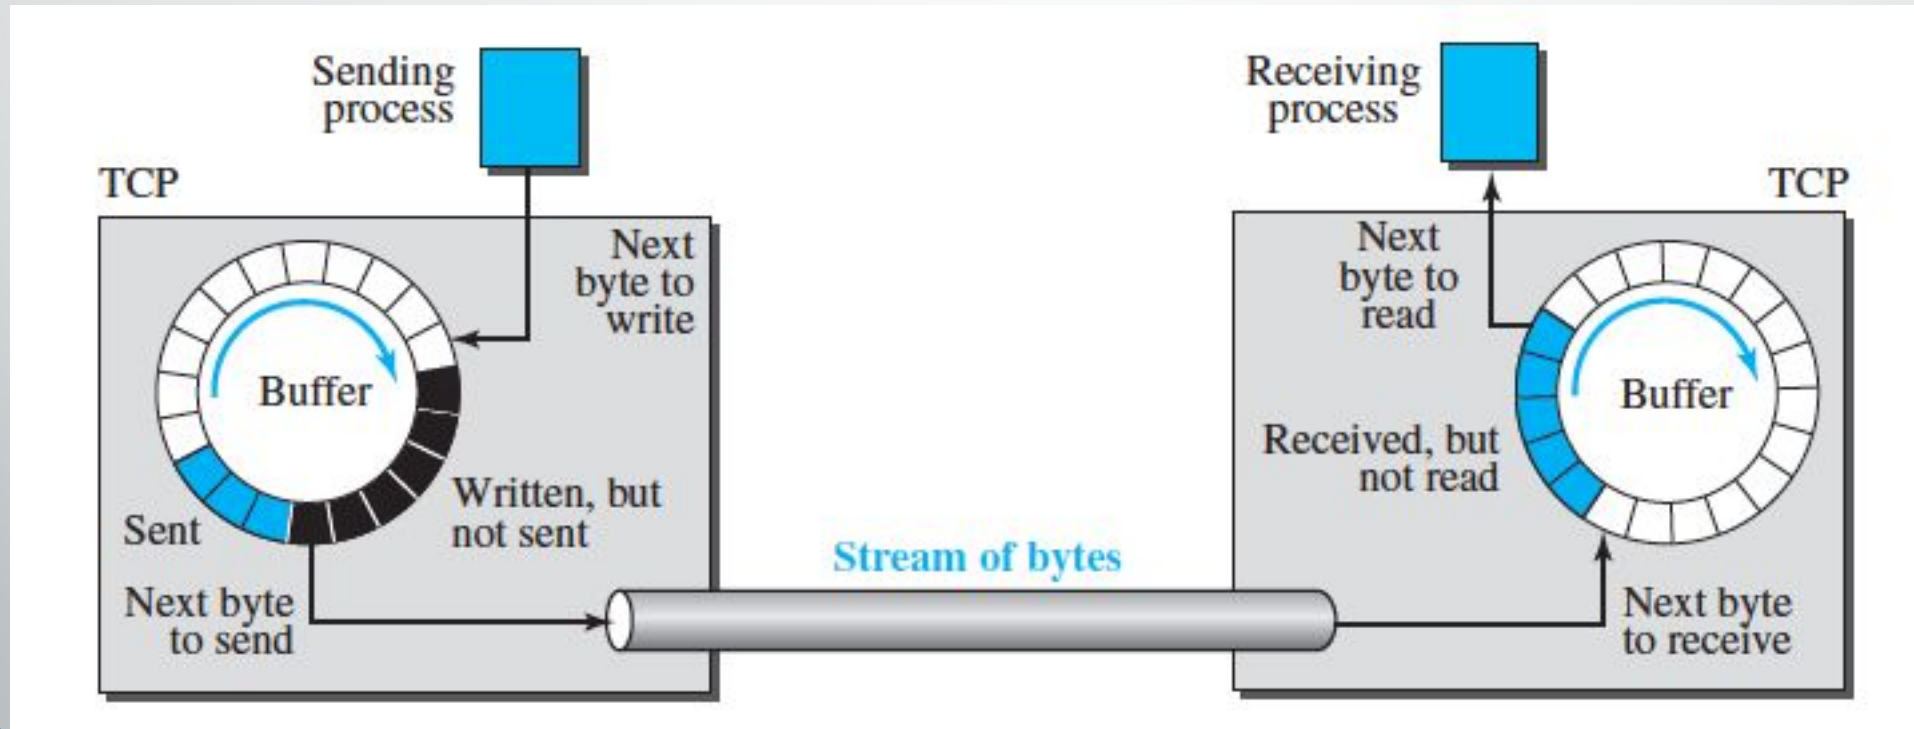 Sending
process
TCP
Next
byte to
write
Buffer
Written, but
not sent
Sent
Next byte
to send
Stream of bytes
Receiving
process
TCP
Next
byte to
read
Buffer
Received, but
not read
Next byte
to receive